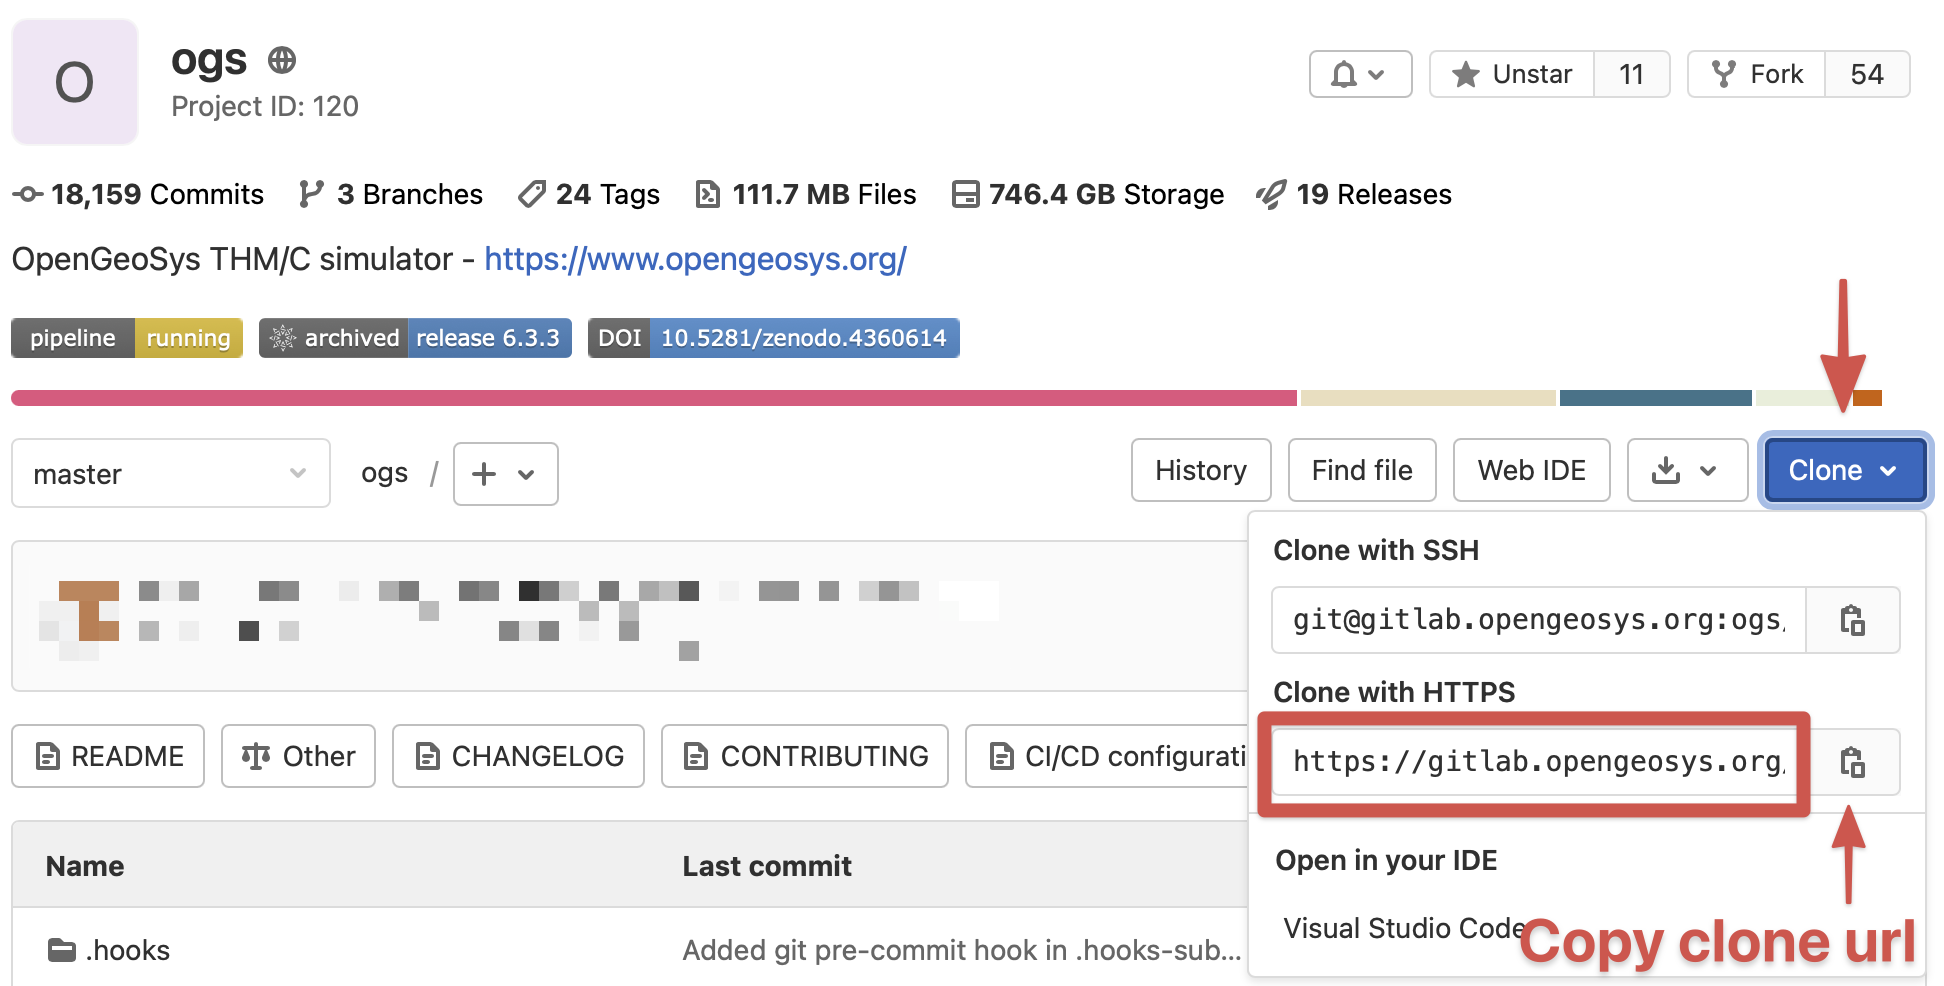 O
ogs
Project ID: 120
Unstar 11
Fork 54
18,159 Commits 3 Branches 24 Tags 111.7 MB Files 746.4 GB Storage 19 Releases
OpenGeoSys THM/C simulator - https://www.opengeosys.org/
pipeline running archived release 6.3.3 DOI 10.5281/zenodo.4360614
master ogs / + History Find file Web IDE Clone
Clone with SSH
git@gitlab.opengeosys.org:ogs/
Clone with HTTPS
https://gitlab.opengeosys.org/
README Other CHANGELOG CONTRIBUTING CI/CD configurati
Open in your IDE
Visual Studio Code
Copy clone url
Name Last commit
.hooks Added git pre-commit hook in .hooks-sub...